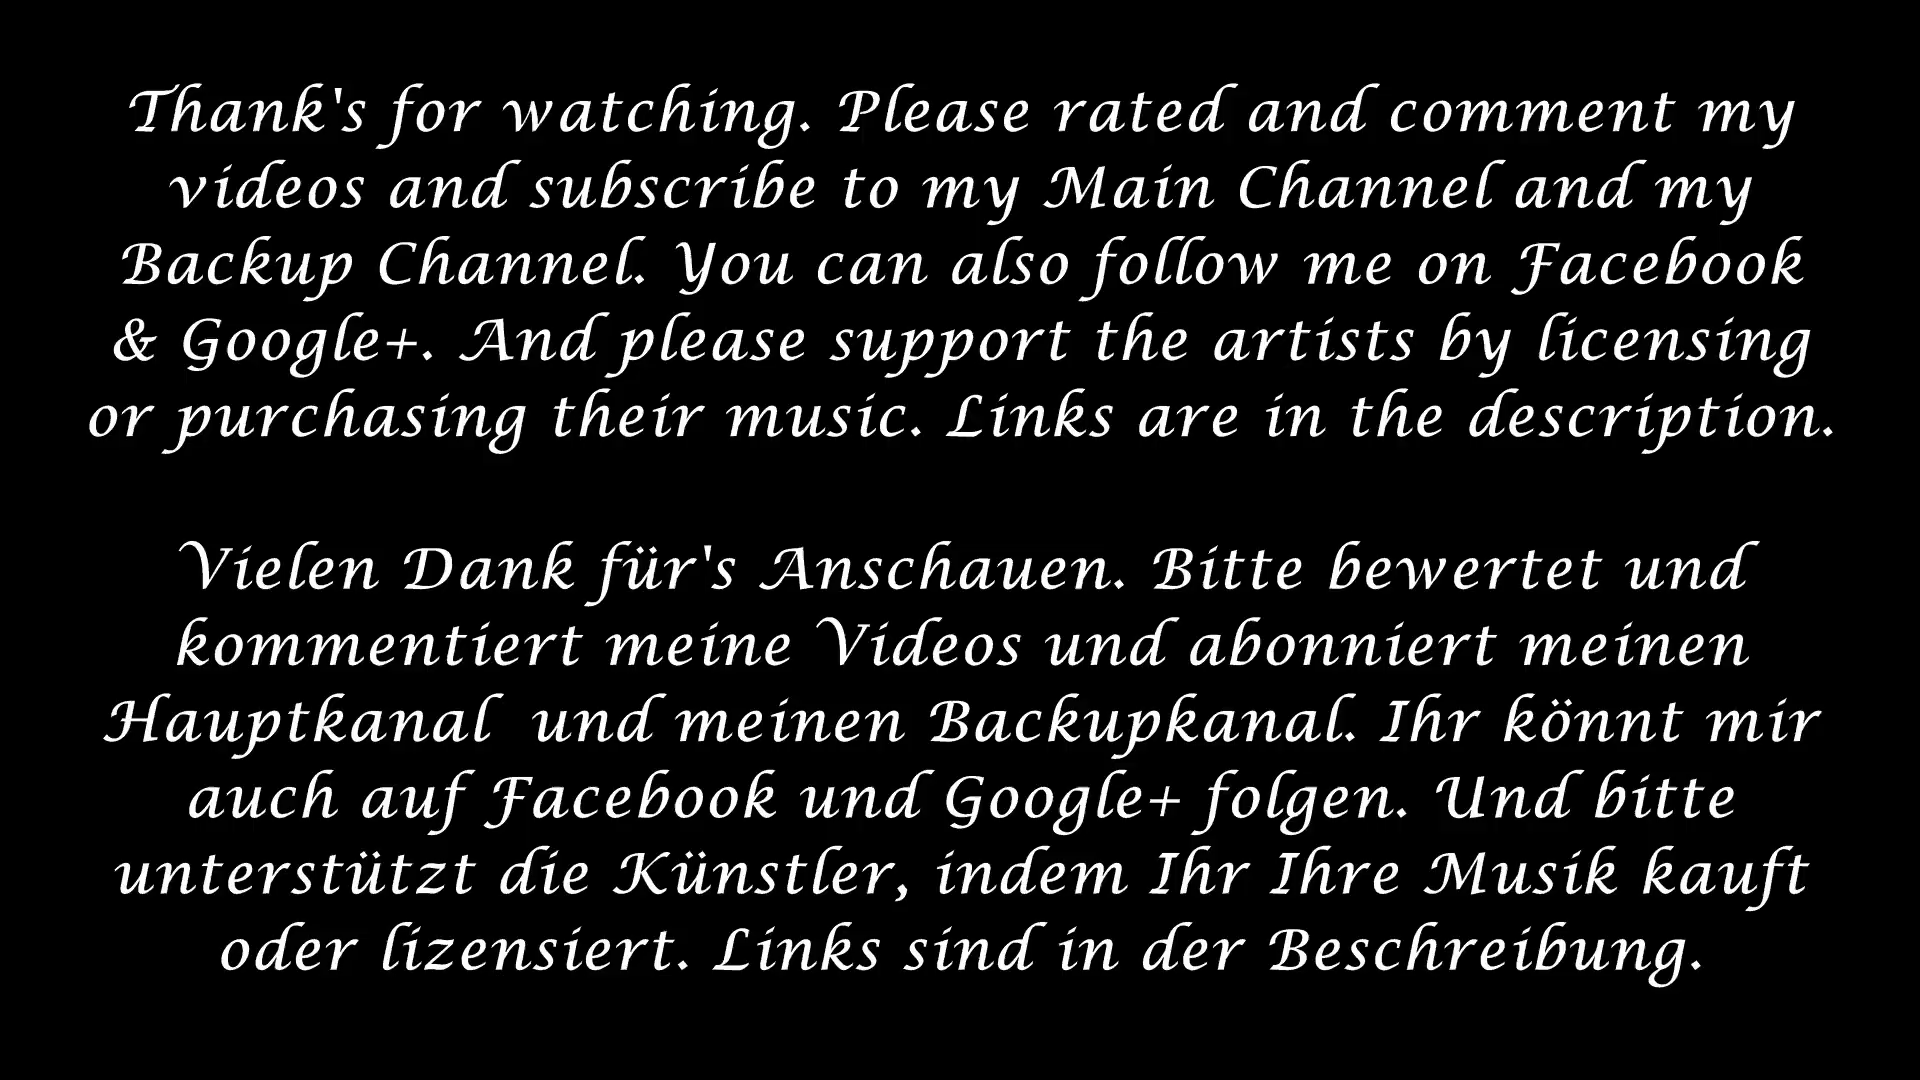 Thank's for watching. Please rated and comment my
videos and subscribe to my Main Channel and my
Backup Channel. You can also follow me on Facebook
& Google+. And please support the artists by licensing
or purchasing their music. Links are in the description.
Vielen Dank für's Anschauen. Bitte bewertet und
kommentiert meine Videos und abonniert meinen
Hauptkanal  und meinen Backupkanal. Ihr könnt mir
auch auf Facebook und Google+ folgen. Und bitte
unterstützt die Künstler, indem Ihr Ihre Musik kauft
oder lizensiert. Links sind in der Beschreibung.